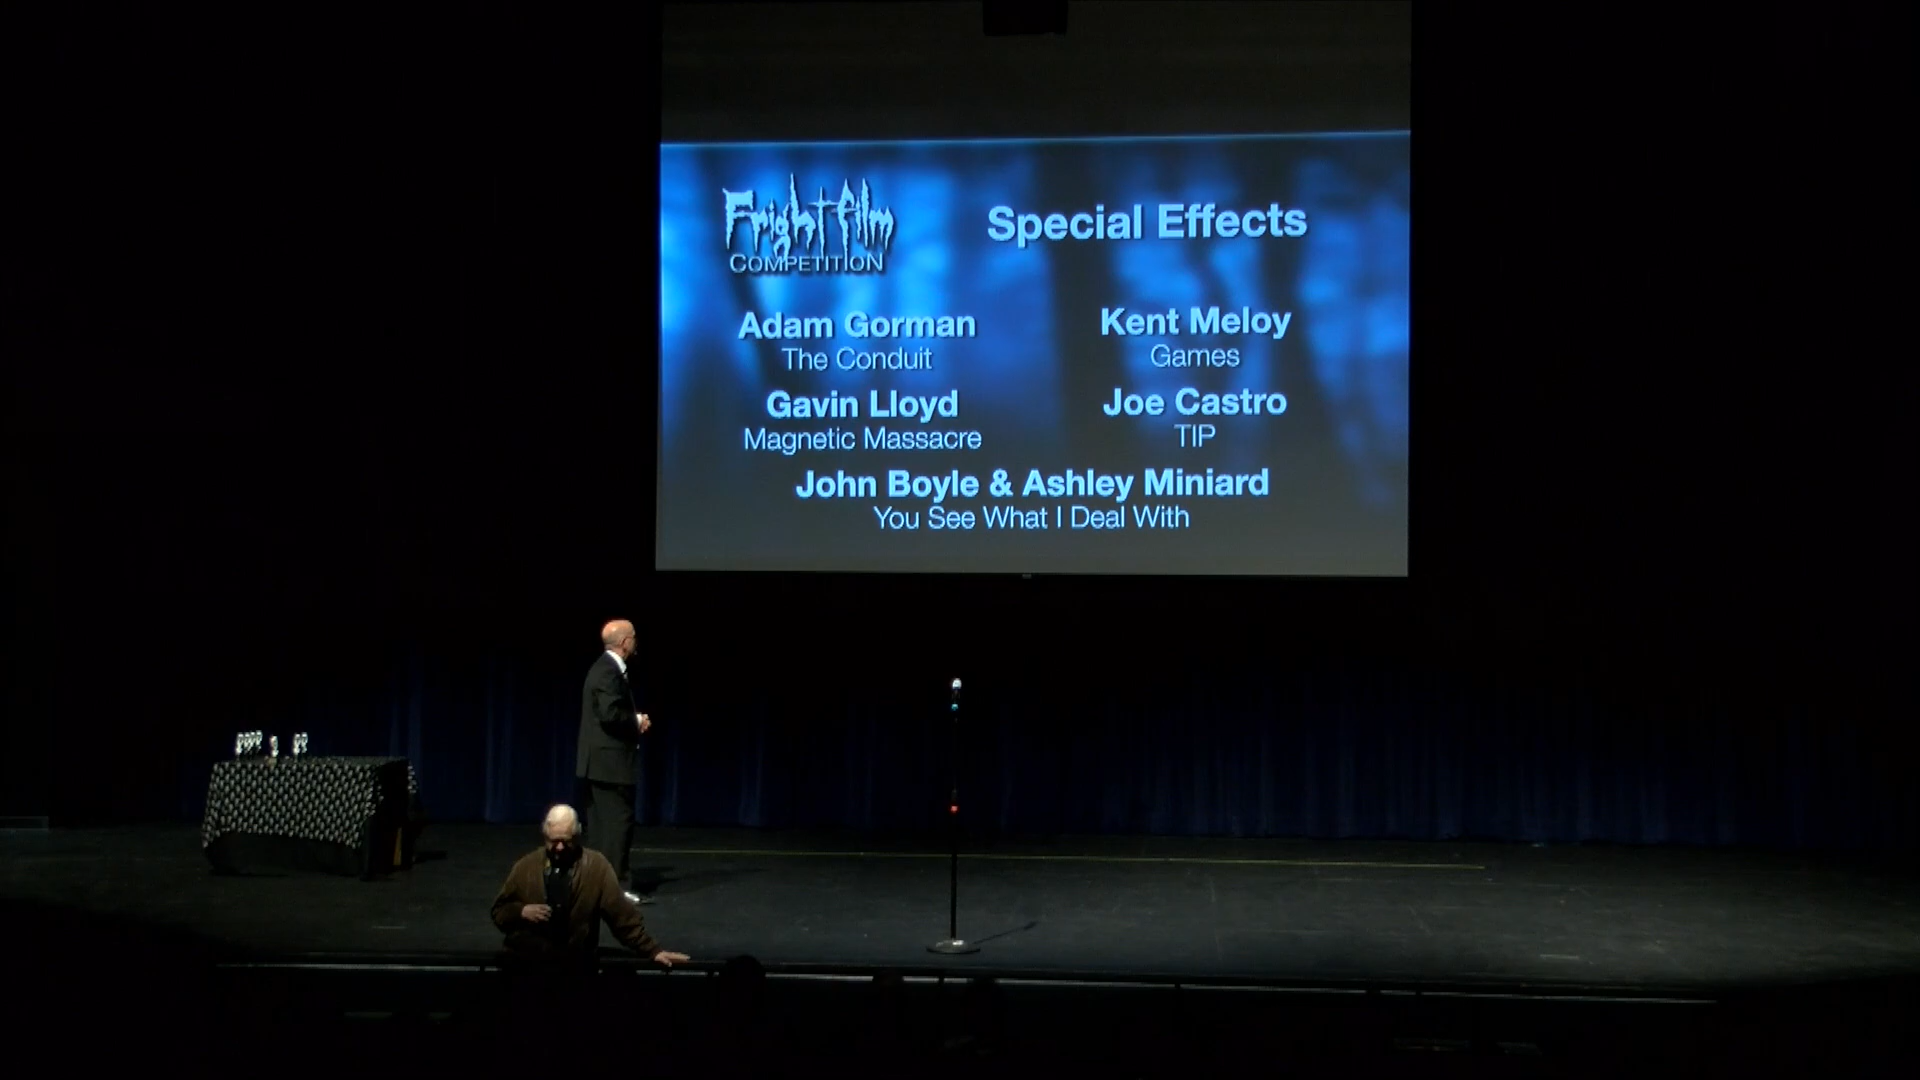 Fright film
COMPETITION
Special Effects
Adam Gorman
The Conduit
Kent Meloy
Games
Gavin Lloyd
Magnetic Massacre
Joe Castro
TIP
John Boyle & Ashley Miniard
You See What I Deal With